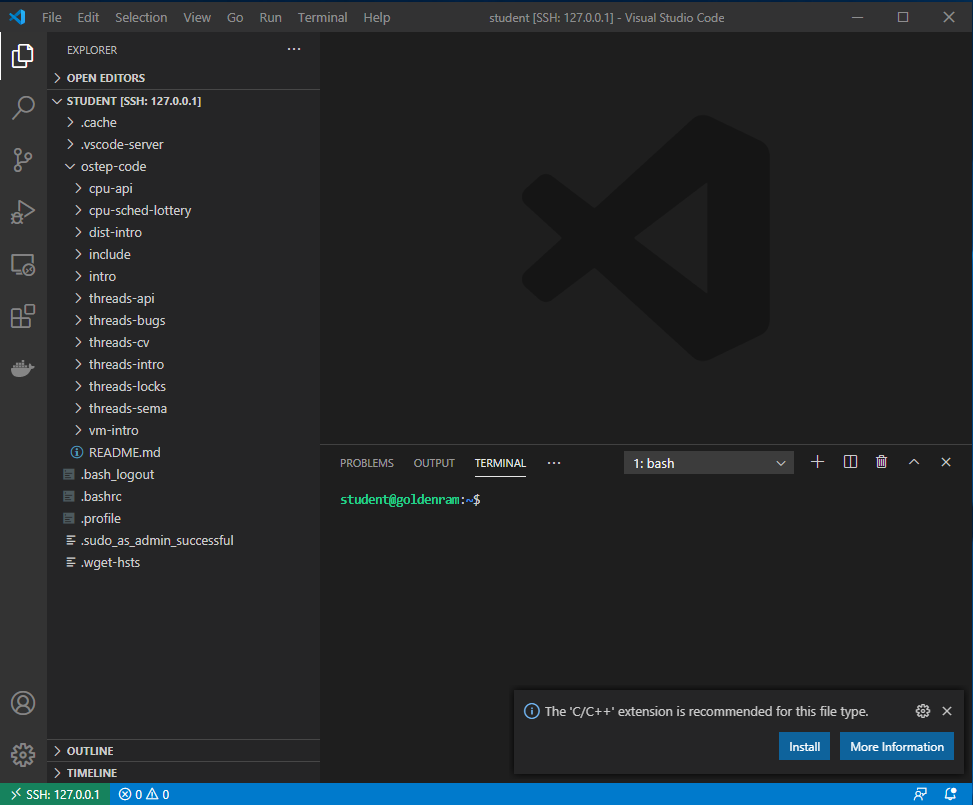 File Edit Selection View Go Run Terminal Help student [SSH: 127.0.0.1] - Visual Studio Code
EXPLORER
OPEN EDITORS
STUDENT [SSH: 127.0.0.1]
.cache
.vscode-server
ostep-code
cpu-api
cpu-sched-lottery
dist-intro
include
intro
threads-api
threads-bugs
threads-cv
threads-intro
threads-locks
threads-sema
vm-intro
README.md
.bash_logout
.bashrc
.profile
.sudo_as_admin_successful
.wget-hsts
OUTLINE
TIMELINE
PROBLEMS OUTPUT TERMINAL ··· 1: bash
student@goldenram:~$
The 'C/C++' extension is recommended for this file type.
Install More Information
SSH: 127.0.0.1 0 0